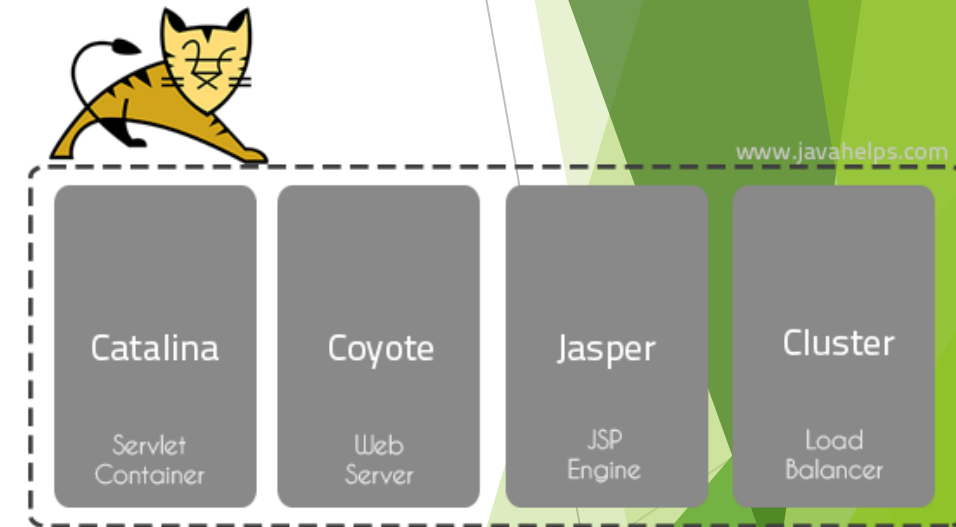 www.javahelps.com
Catalina
Servlet
Container
Coyote
Web
Server
Jasper
JSP
Engine
Cluster
Load
Balancer